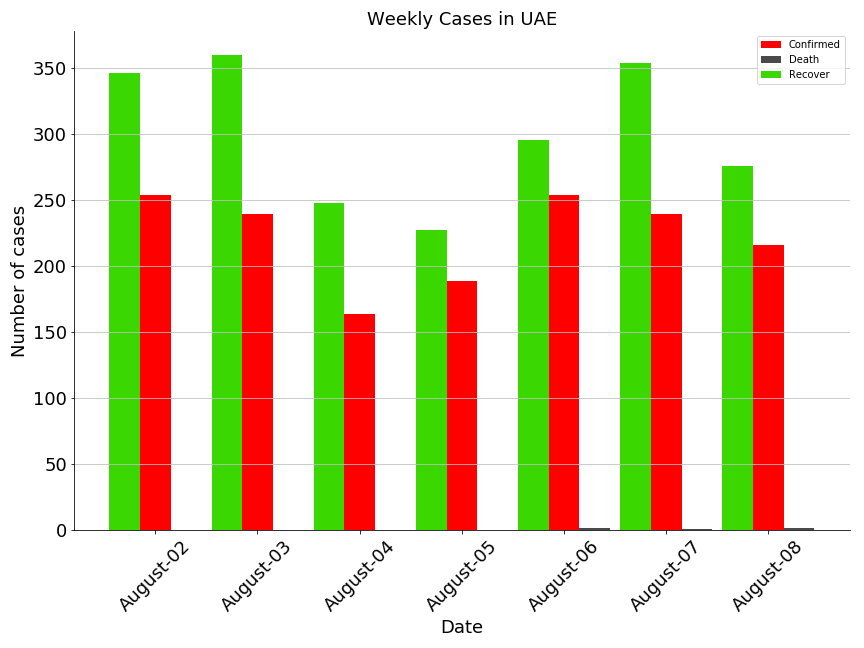 Weekly Cases in UAE
Confirmed
Death
Recover
Number of cases
350
300
250
200
150
100
50
0
August-02
August-03
August-04
August-05
August-06
August-07
August-08
Date